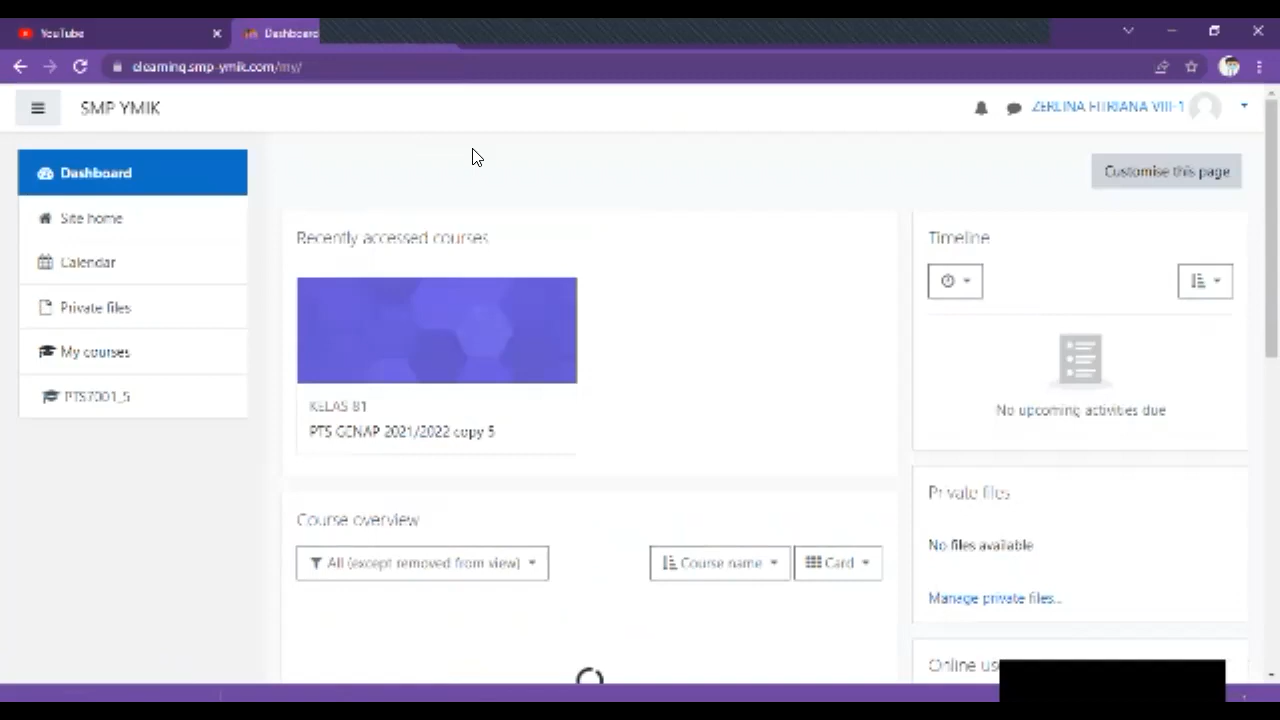 YouTube
Dashboard
elearning.smp-ymik.com/my/
SMP YMIK
ZERLINA FITRIANA VIII-1
Dashboard
Customise this page
Site home
Calendar
Private files
My courses
PTS7001_5
Recently accessed courses
KELAS 81
PTS GENAP 2021/2022 copy 5
Timeline
No upcoming activities due
Course overview
All (except removed from view)
Course name
Card
Private files
No files available
Manage private files...
Online us